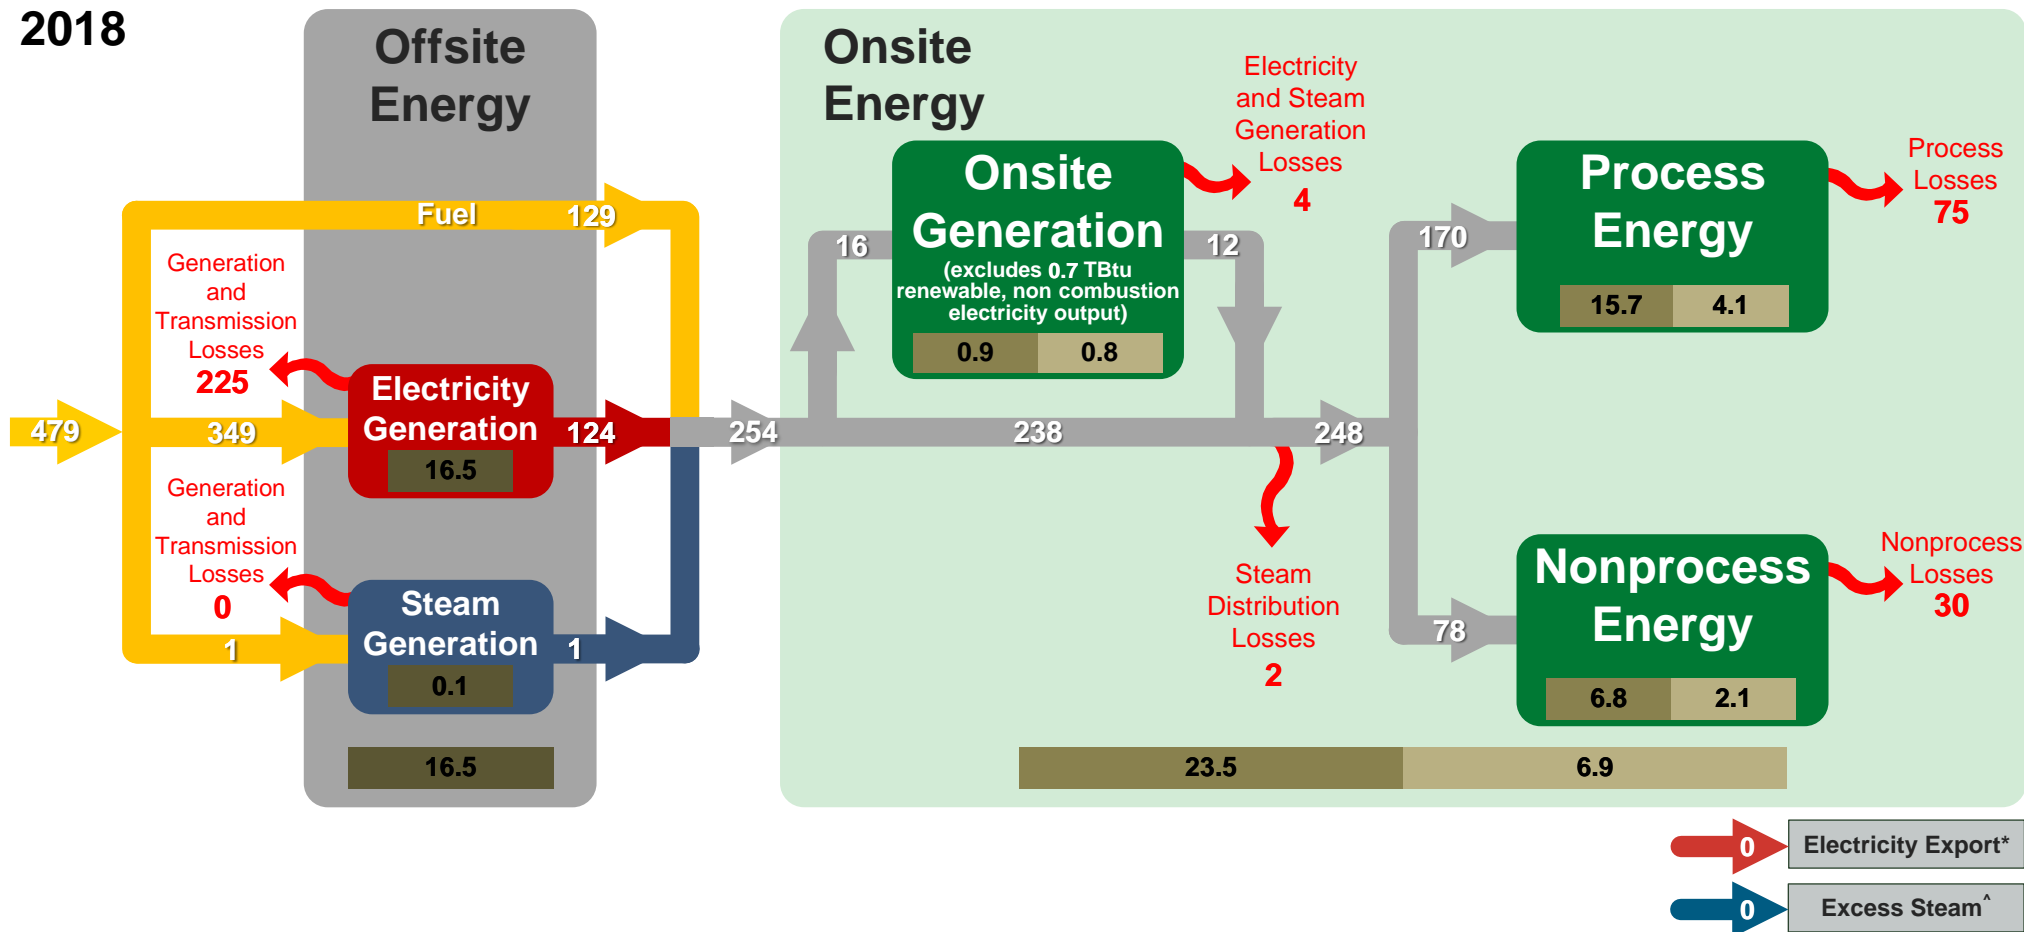 2018
Offsite
Energy
Onsite
Energy
Fuel
129
Generation
and
Transmission
Losses
225
479
349
Electricity
Generation
16.5
124
Generation
and
Transmission
Losses
0
1
Steam
Generation
0.1
1
16.5
254
16
Onsite
Generation
(excludes 0.7 TBtu
renewable, non combustion
electricity output)
0.9
0.8
12
Electricity
and Steam
Generation
Losses
4
238
248
Steam
Distribution
Losses
2
170
Process
Energy
15.7
4.1
Process
Losses
75
78
Nonprocess
Energy
6.8
2.1
Nonprocess
Losses
30
23.5
6.9
0
Electricity Export*
0
Excess Steam^